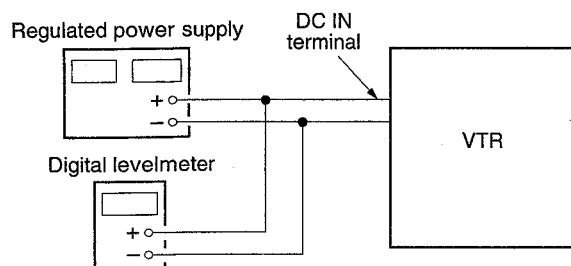 Regulated power supply
DC IN
terminal
+
−
VTR
Digital levelmeter
+
−